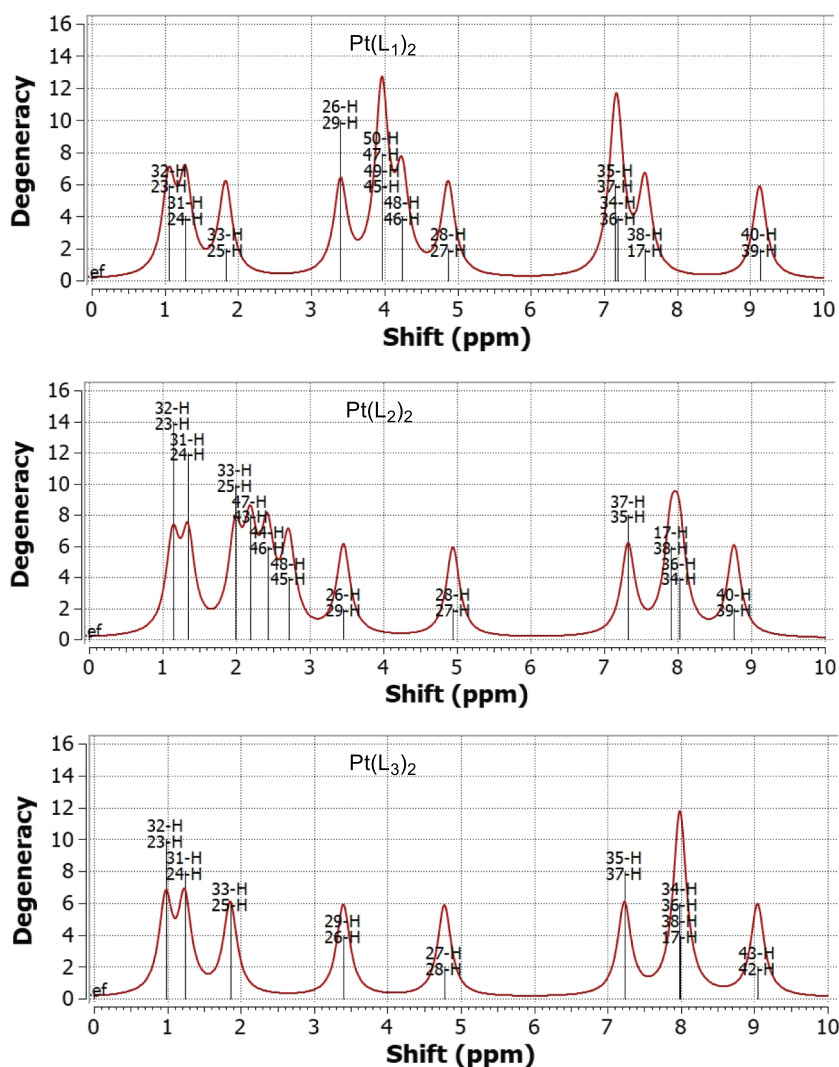 Pt(L1)2
16
14
12
10
8
6
4
2
0
Degeneracy
ef
32-H
23-H
31-H
24-H
33-H
25-H
26-H
29-H
50-H
47-H
49-H
45-H
48-H
46-H
28-H
27-H
35-H
37-H
34-H
36-H
38-H
17-H
40-H
39-H
0 1 2 3 4 5 6 7 8 9 10
Shift (ppm)
Pt(L2)2
16
14
12
10
8
6
4
2
0
Degeneracy
ef
32-H
23-H
31-H
24-H
33-H
25-H
47-H
43-H
44-H
46-H
48-H
45-H
26-H
29-H
28-H
27-H
37-H
35-H
17-H
38-H
36-H
34-H
40-H
39-H
0 1 2 3 4 5 6 7 8 9 10
Shift (ppm)
Pt(L3)2
16
14
12
10
8
6
4
2
0
Degeneracy
ef
32-H
23-H
31-H
24-H
33-H
25-H
29-H
26-H
27-H
28-H
35-H
37-H
34-H
36-H
38-H
17-H
43-H
42-H
0 1 2 3 4 5 6 7 8 9 10
Shift (ppm)